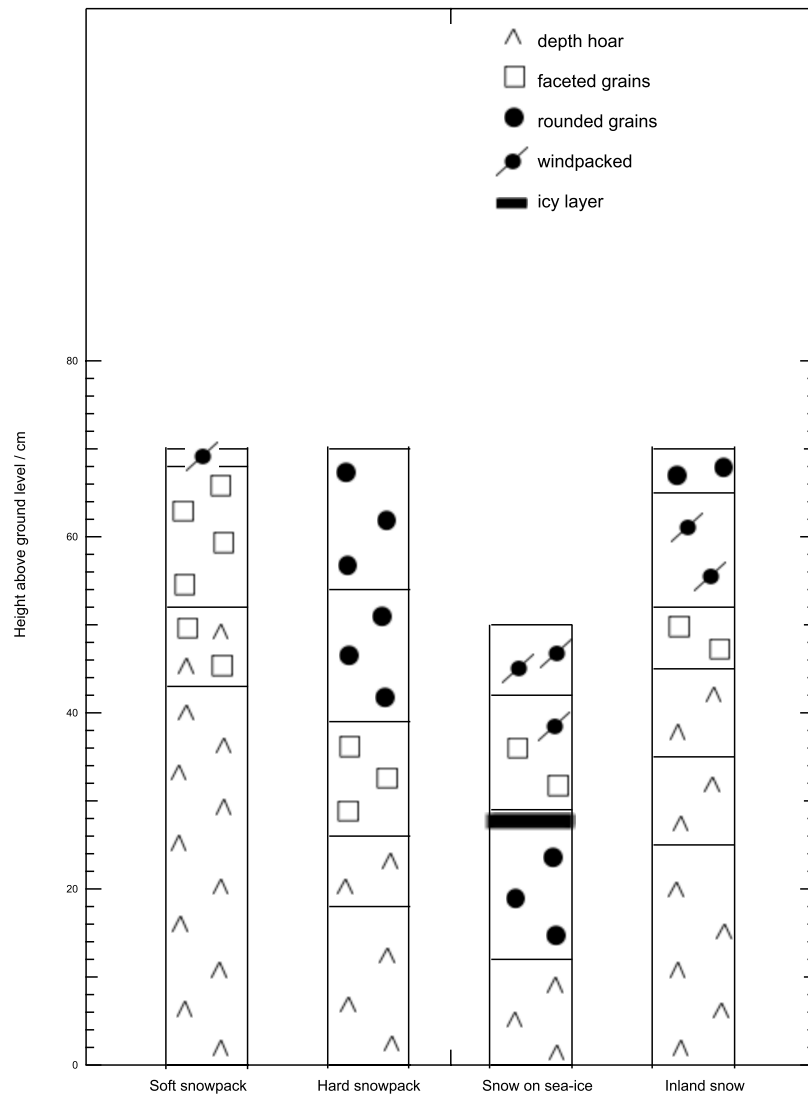 depth hoar
faceted grains
rounded grains
windpacked
icy layer
Height above ground level / cm
80
60
40
20
0
Soft snowpack
Hard snowpack
Snow on sea-ice
Inland snow